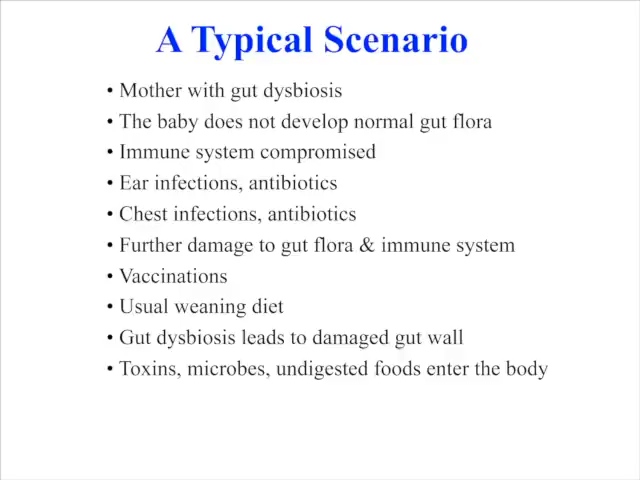 A Typical Scenario
• Mother with gut dysbiosis
• The baby does not develop normal gut flora
• Immune system compromised
• Ear infections, antibiotics
• Chest infections, antibiotics
• Further damage to gut flora & immune system
• Vaccinations
• Usual weaning diet
• Gut dysbiosis leads to damaged gut wall
• Toxins, microbes, undigested foods enter the body